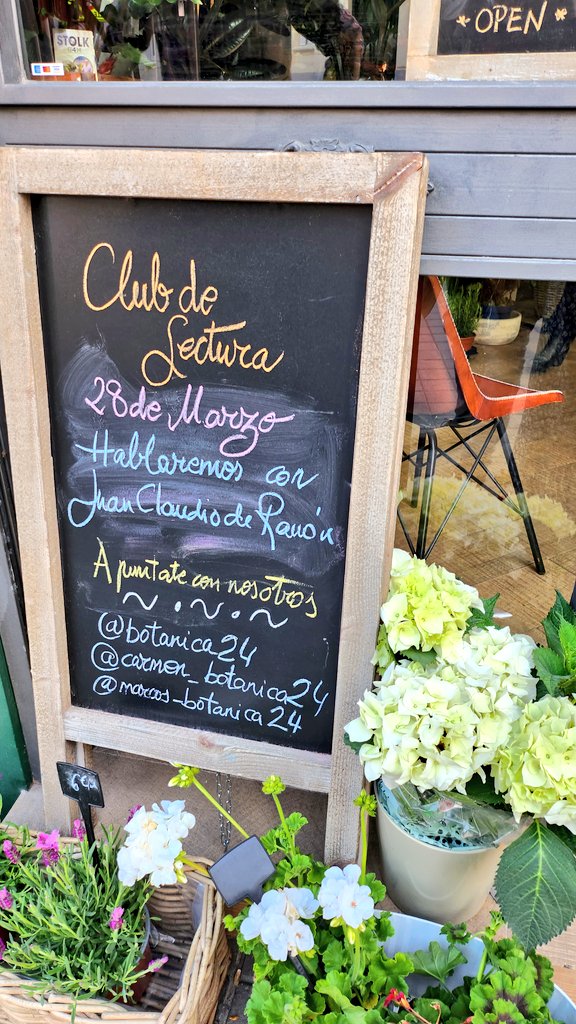 STOLK
* OPEN *
Club de
Lectura
28 de Marzo
Hablaremos con
Juan Claudio de Ramón
Apuntate con nosotros
~ . ~ . ~
@botanica24
@carmen_botanica24
@marcos_botanica24